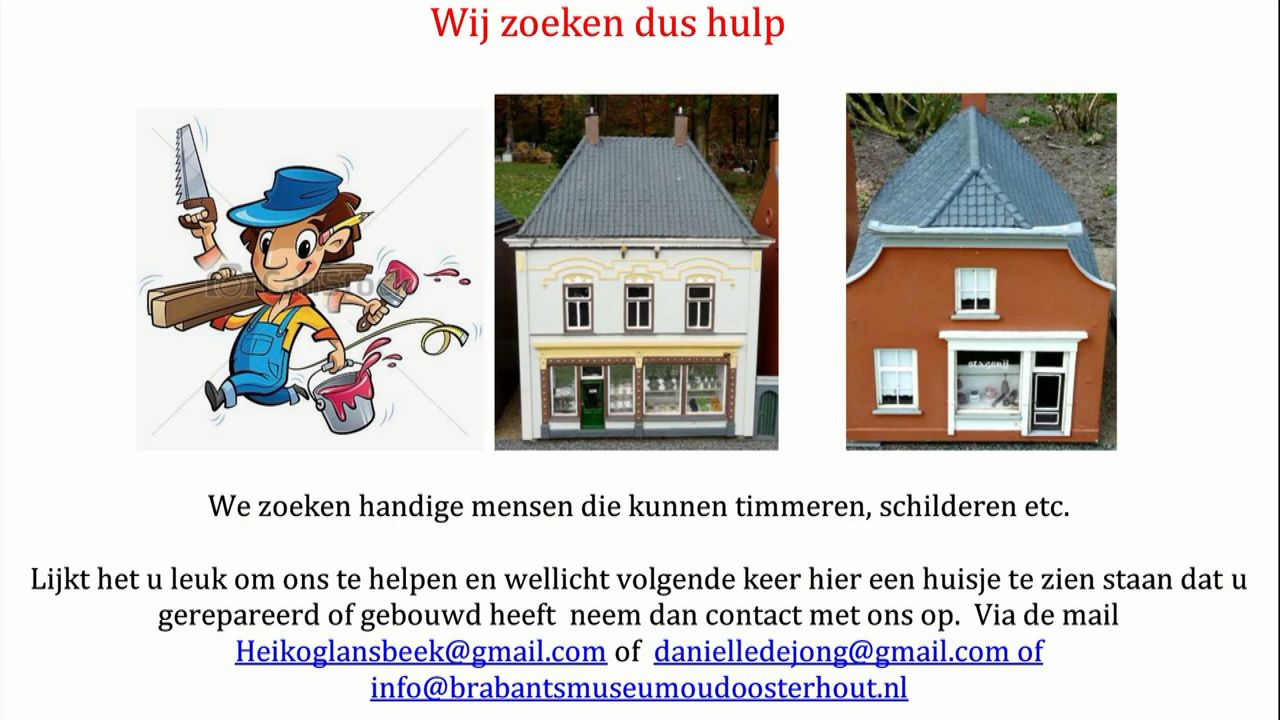 Wij zoeken dus hulp
We zoeken handige mensen die kunnen timmeren, schilderen etc.
Lijkt het u leuk om ons te helpen en wellicht volgende keer hier een huisje te zien staan dat u
gerepareerd of gebouwd heeft  neem dan contact met ons op.  Via de mail
Heikoglansbeek@gmail.com of  danielledejong@gmail.com of
info@brabantsmuseumoudoosterhout.nl